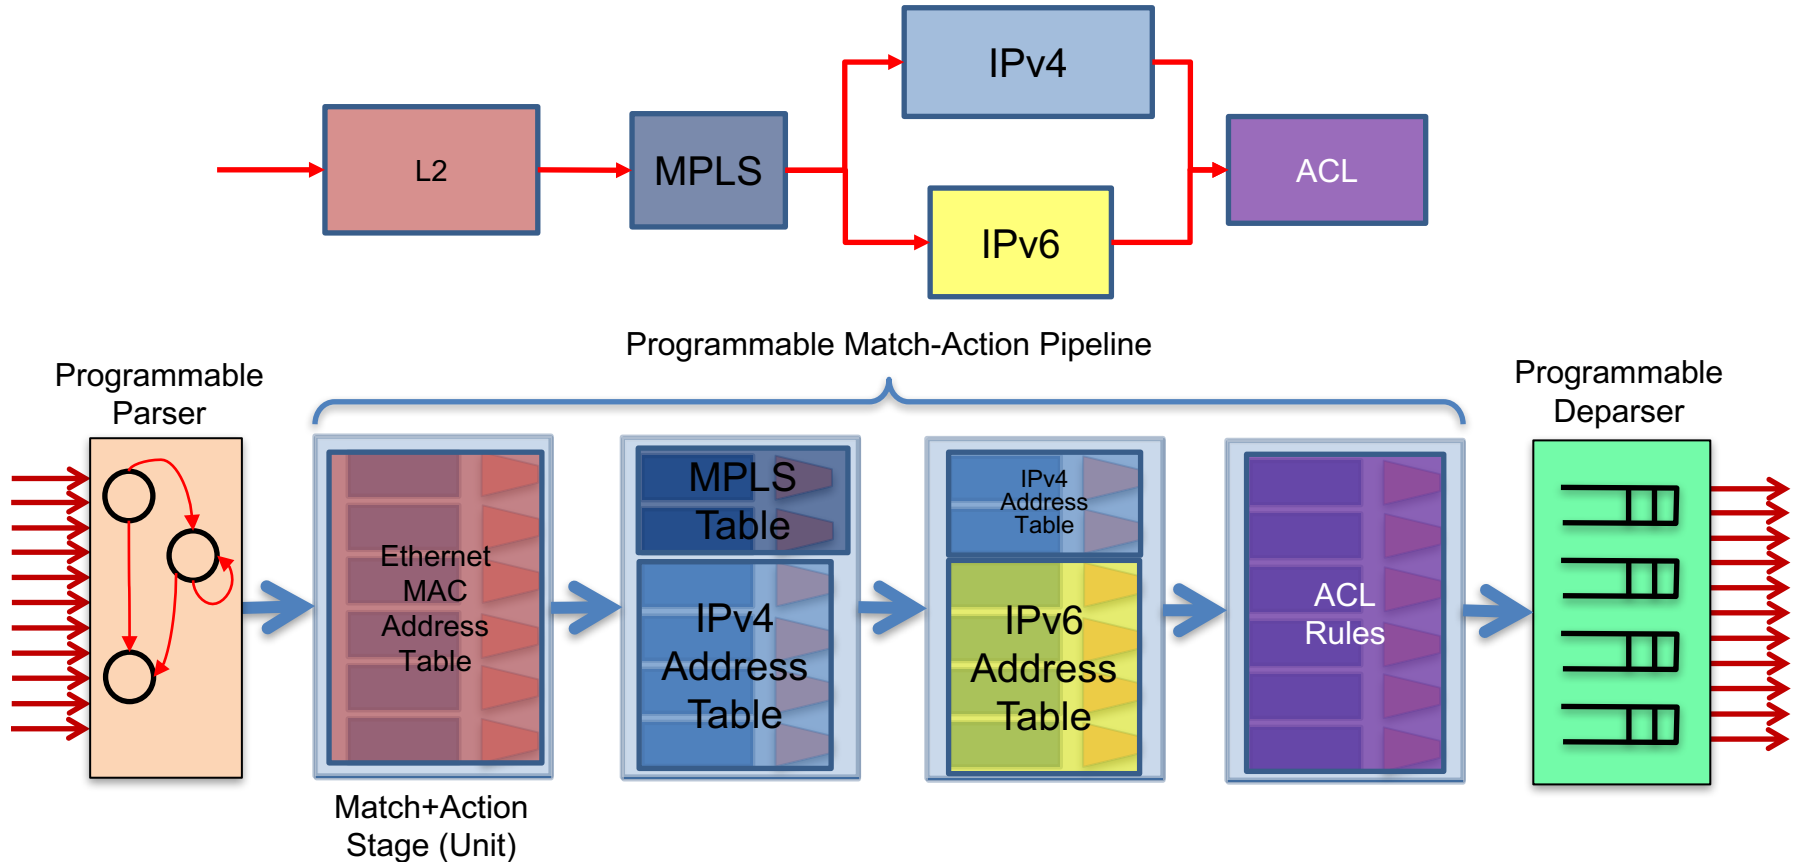 IPv4
L2
MPLS
ACL
IPv6
Programmable Match-Action Pipeline
Programmable
Parser
Programmable
Deparser
Ethernet
MAC
Address
Table
MPLS
Table
IPv4
Address
Table
IPv4
Address
Table
IPv6
Address
Table
ACL
Rules
Match+Action
Stage (Unit)